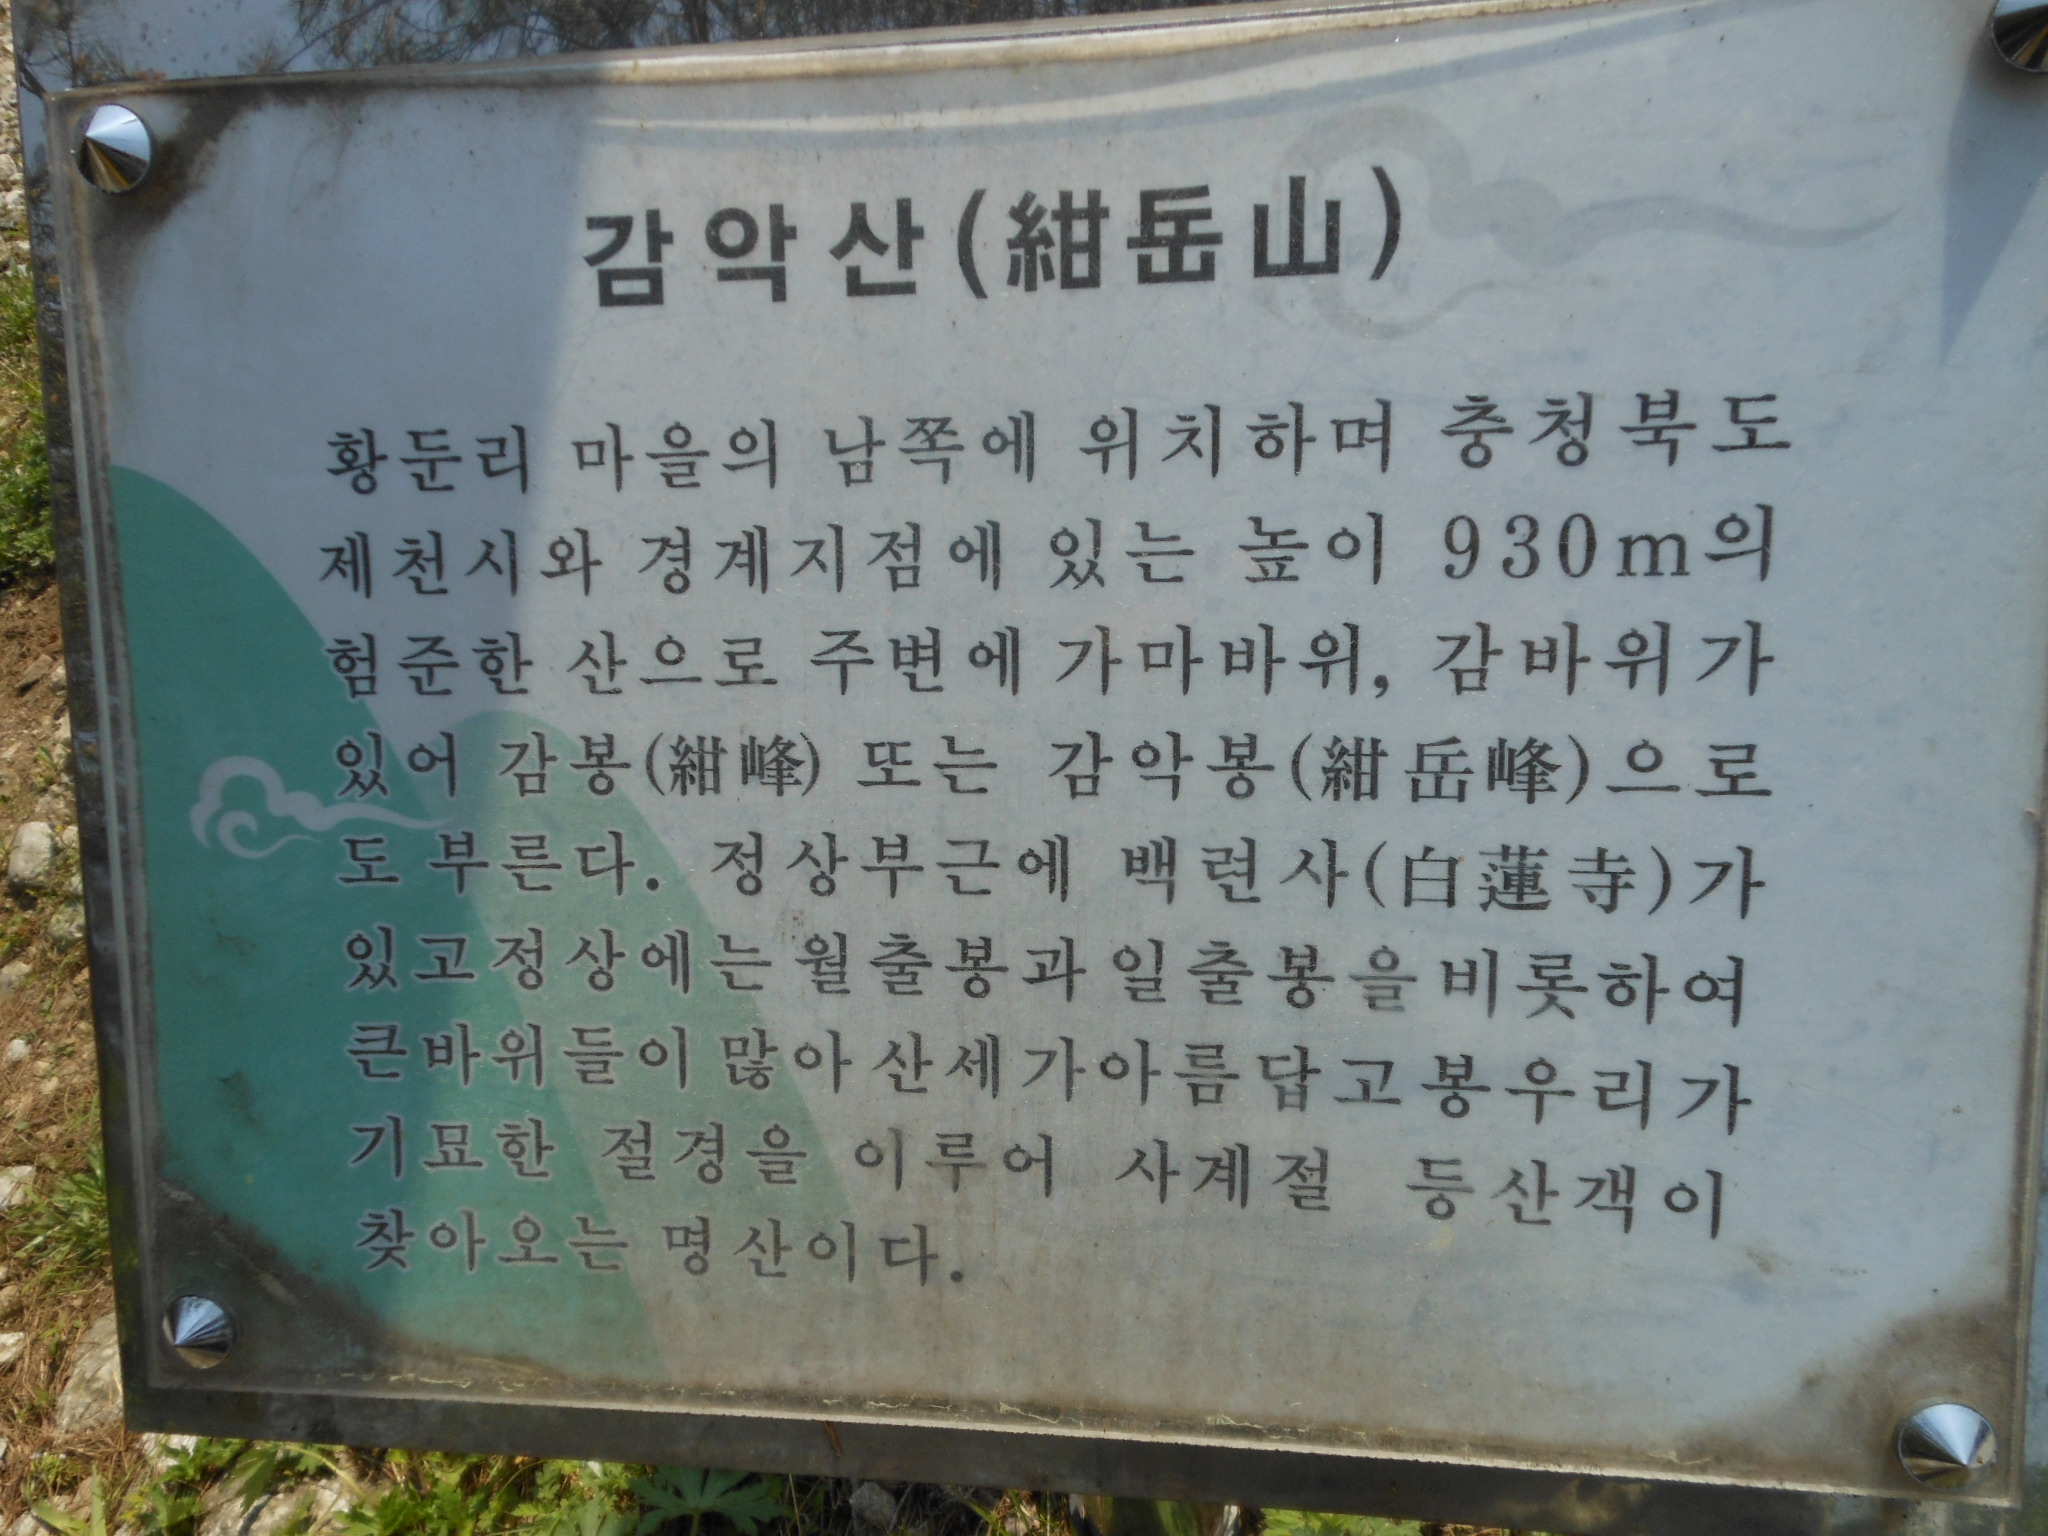 감악산(紺岳山)
황둔리 마을의 남쪽에 위치하며 충청북도
제천시와 경계지점에 있는 높이 930m의
험준한 산으로 주변에 가마바위, 감바위가
있어 감봉(紺峰) 또는 감악봉(紺岳峰)으로
도 부른다. 정상부근에 백련사(白蓮寺)가
있고 정상에는 월출봉과 일출봉을 비롯하여
큰바위들이 많아 산세가아름답고 봉우리가
기묘한 절경을 이루어 사계절 등산객이
찾아오는 명산이다.